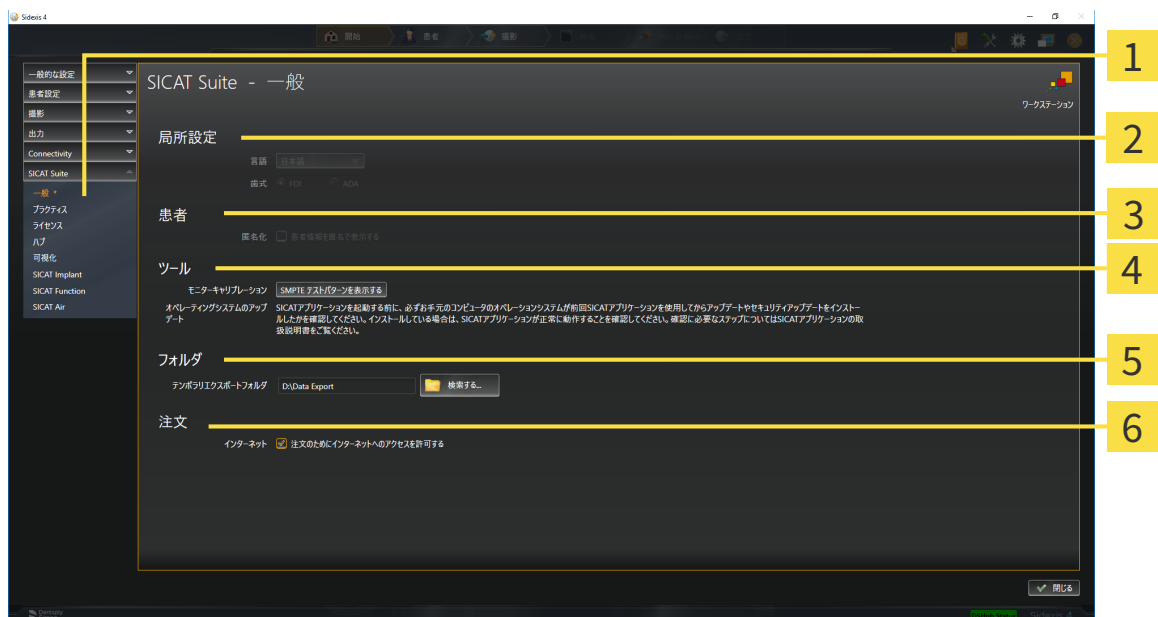 Sidexis 4
開始
患者
撮影
1
一般的な設定
患者設定
撮影
出力
Connectivity
SICAT Suite
一般 *
プラクティス
ライセンス
ハブ
可視化
SICAT Implant
SICAT Function
SICAT Air
SICAT Suite - 一般
ワークステーション
局所設定
2
言語 日本語
歯式 FDI ADA
患者
3
匿名化 患者情報を匿名で表示する
ツール
4
モニターキャリブレーション SMPTE テストパターンを表示する
オペレーティングシステムのアップ
デート
SICATアプリケーションを起動する前に、必ずお手元のコンピュータのオペレーションシステムが前回SICATアプリケーションを使用してからアップデートやセキュリティアップデートをインストー
ルしたかを確認してください。インストールしている場合は、SICATアプリケーションが正常に動作することを確認してください。確認に必要なステップについてはSICATアプリケーションの取
扱説明書をご覧ください。
フォルダ
5
テンポラリエクスポートフォルダ D:\Data Export 検索する...
注文
6
インターネット 注文のためにインターネットへのアクセスを許可する
閉じる
Dentsply
Sidexis 4